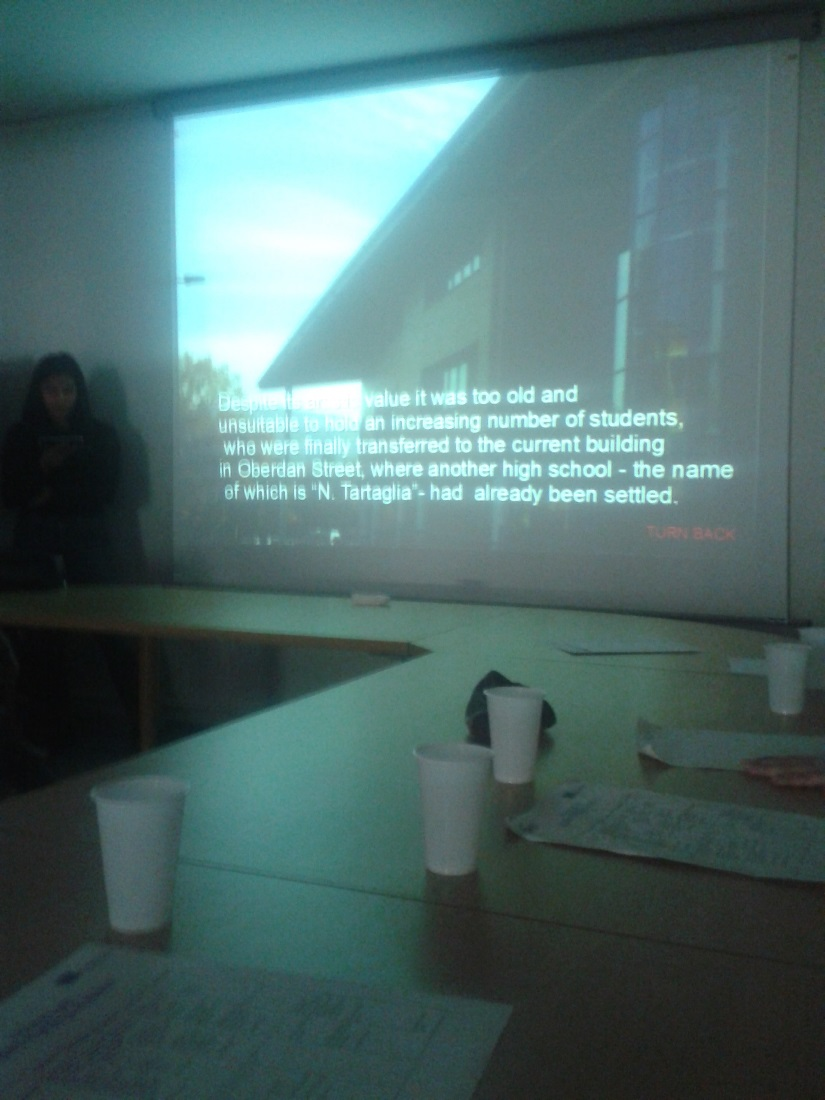 Despite its value it was too old and
unsuitable to hold an increasing number of students,
who were finally transferred to the current building
in Oberdan Street, where another high school - the name
of which is "N. Tartaglia"- had already been settled.
TURN BACK